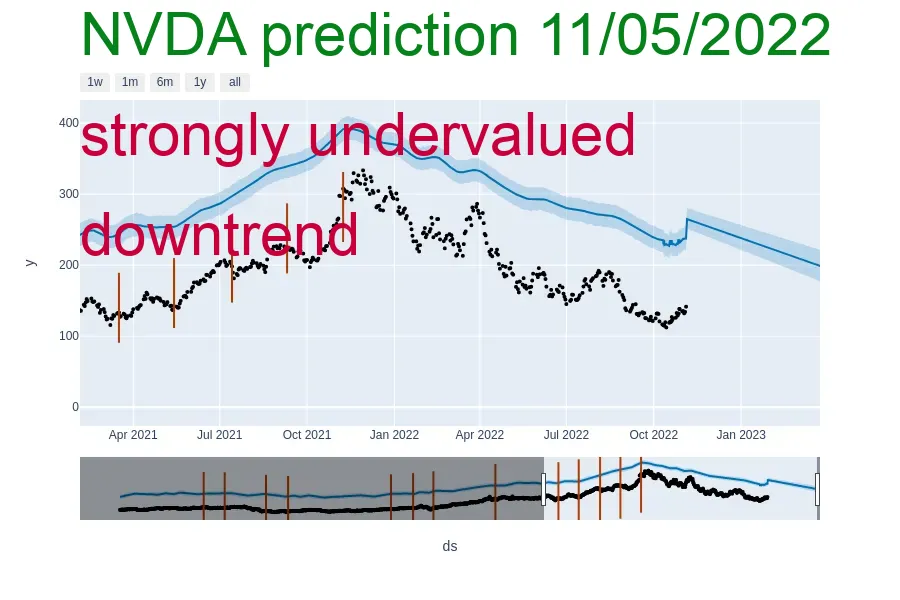 NVDA prediction 11/05/2022
1w 1m 6m 1y all
strongly undervalued
downtrend
400
300
200
100
0
y
Apr 2021 Jul 2021 Oct 2021 Jan 2022 Apr 2022 Jul 2022 Oct 2022 Jan 2023
ds